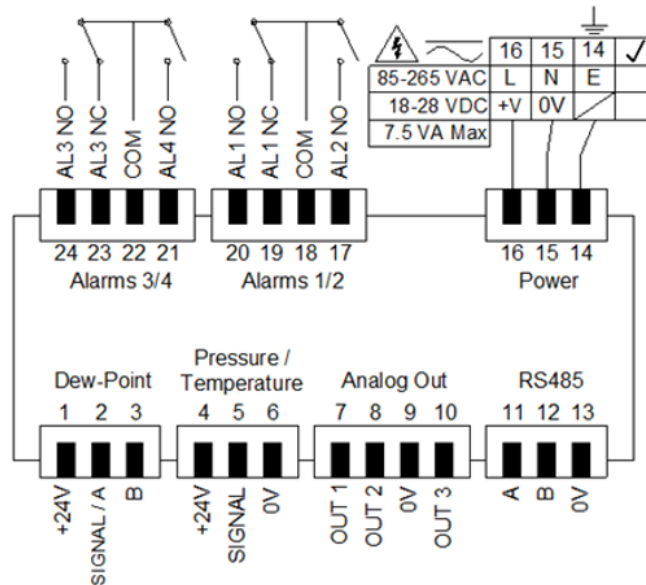 16 15 14 ✓
85-265 VAC L N E
18-28 VDC +V 0V
7.5 VA Max
AL3 NO
AL3 NC
COM
AL4 NO
AL1 NO
AL1 NC
COM
AL2 NO
24 23 22 21
Alarms 3/4
20 19 18 17
Alarms 1/2
16 15 14
Power
Dew-Point
1 2 3
+24V
SIGNAL / A
B
Pressure /
Temperature
4 5 6
+24V
SIGNAL
0V
Analog Out
7 8 9 10
OUT 1
OUT 2
0V
OUT 3
RS485
11 12 13
A
B
0V